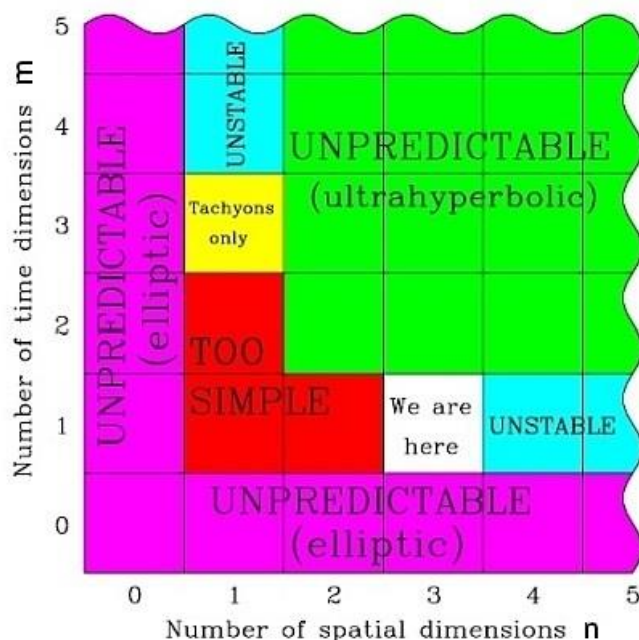 5
4
3
2
1
0
Number of time dimensions m
UNPREDICTABLE
(elliptic)
UNSTABLE
UNPREDICTABLE
(ultrahyperbolic)
Tachyons
only
TOO
SIMPLE
We are
here
UNSTABLE
UNPREDICTABLE
(elliptic)
0 1 2 3 4 5
Number of spatial dimensions n